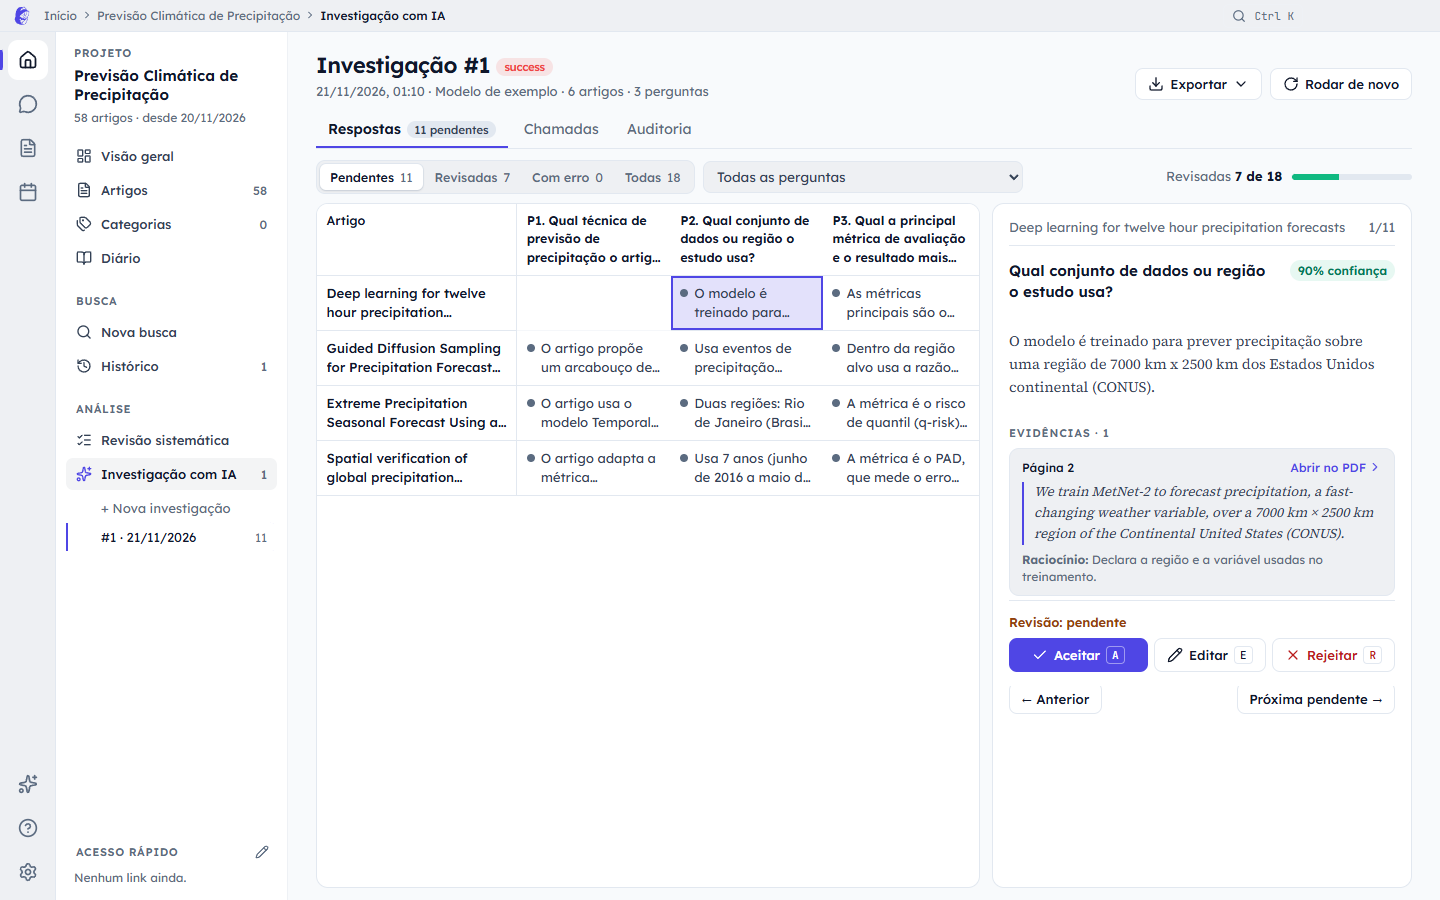 Início > Previsão Climática de Precipitação > Investigação com IA
Ctrl K
PROJETO
Previsão Climática de
Precipitação
58 artigos · desde 20/11/2026
Visão geral
Artigos 58
Categorias 0
Diário
BUSCA
Nova busca
Histórico 1
ANÁLISE
Revisão sistemática
Investigação com IA 1
+ Nova investigação
#1 · 21/11/2026 11
ACESSO RÁPIDO
Nenhum link ainda.
Investigação #1 success
21/11/2026, 01:10 · Modelo de exemplo · 6 artigos · 3 perguntas
Exportar
Rodar de novo
Respostas 11 pendentes
Chamadas
Auditoria
Pendentes 11
Revisadas 7
Com erro 0
Todas 18
Todas as perguntas
Revisadas 7 de 18
Artigo
P1. Qual técnica de
previsão de
precipitação o artig…
P2. Qual conjunto de
dados ou região o
estudo usa?
P3. Qual a principal
métrica de avaliação
e o resultado mais…
Deep learning for twelve
hour precipitation…
O modelo é
treinado para…
As métricas
principais são o…
Guided Diffusion Sampling
for Precipitation Forecast…
O artigo propõe
um arcabouço de…
Usa eventos de
precipitação…
Dentro da região
alvo usa a razão…
Extreme Precipitation
Seasonal Forecast Using a…
O artigo usa o
modelo Temporal…
Duas regiões: Rio
de Janeiro (Brasi…
A métrica é o risco
de quantil (q-risk)…
Spatial verification of
global precipitation…
O artigo adapta a
métrica…
Usa 7 anos (junho
de 2016 a maio d…
A métrica é o PAD,
que mede o erro…
Deep learning for twelve hour precipitation forecasts 1/11
Qual conjunto de dados ou região
o estudo usa?
90% confiança
O modelo é treinado para prever precipitação sobre
uma região de 7000 km x 2500 km dos Estados Unidos
continental (CONUS).
EVIDÊNCIAS · 1
Página 2
Abrir no PDF >
We train MetNet-2 to forecast precipitation, a fast-
changing weather variable, over a 7000 km × 2500 km
region of the Continental United States (CONUS).
Raciocínio: Declara a região e a variável usadas no
treinamento.
Revisão: pendente
Aceitar A
Editar E
Rejeitar R
← Anterior
Próxima pendente →